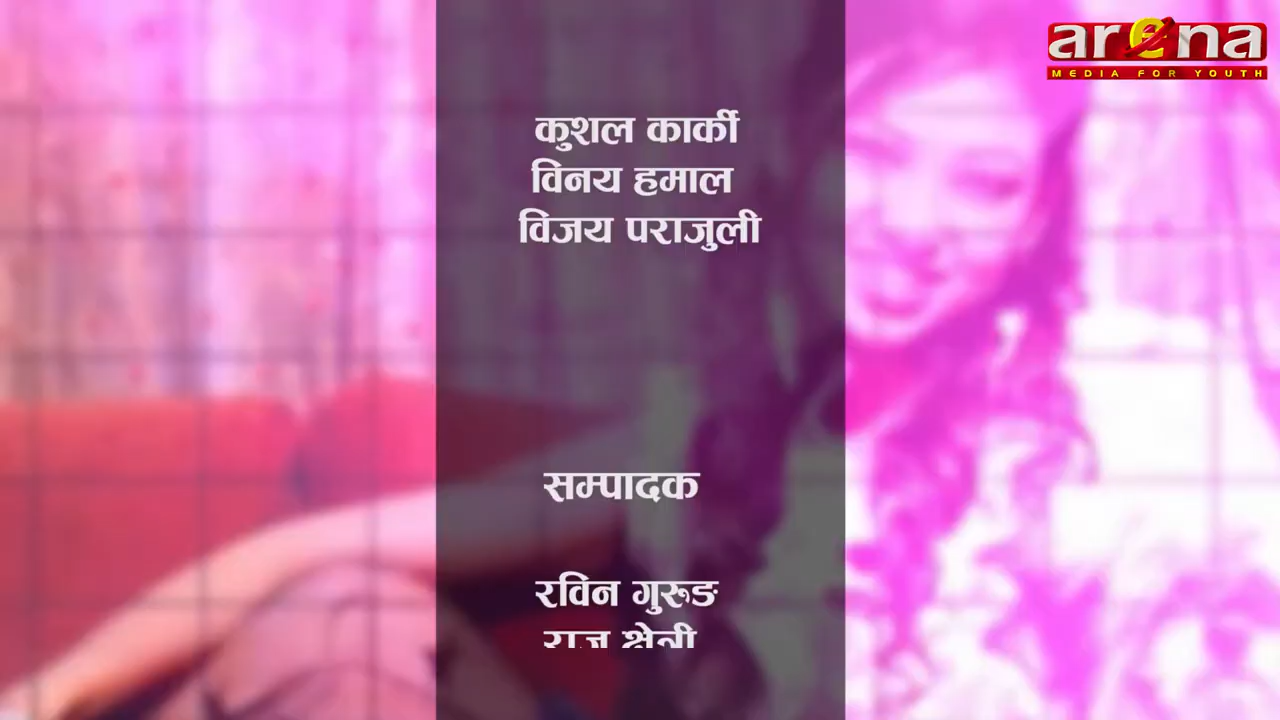 arena
MEDIA FOR YOUTH
कुशल कार्की
विनय हमाल
विजय पराजुली
सम्पादक
रविन गुरुङ
राज क्षेत्री